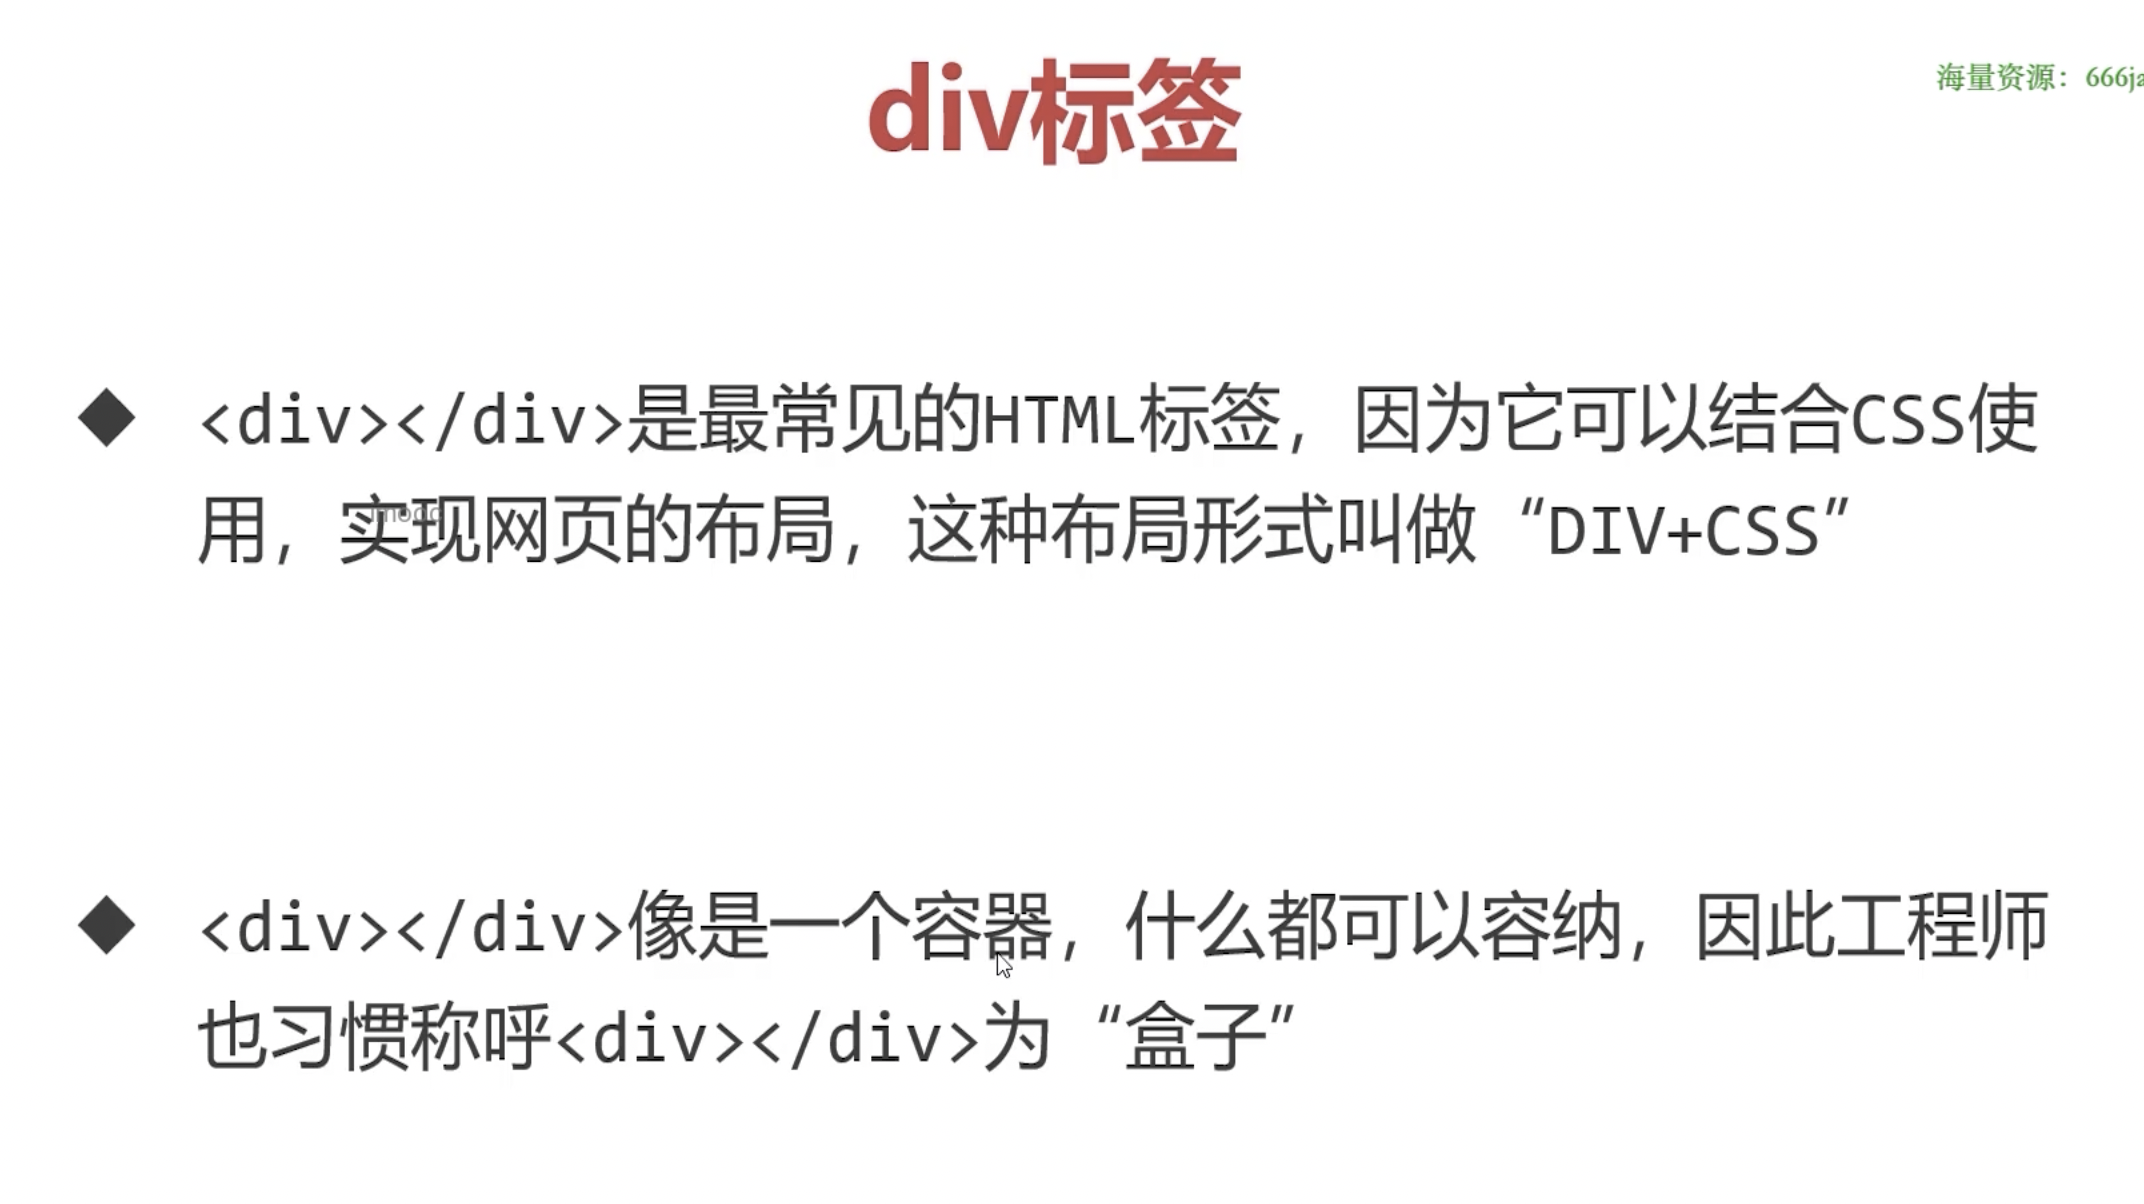 div标签
海量资源：666ja
<div></div>是最常见的HTML标签，因为它可以结合CSS使
用，实现网页的布局，这种布局形式叫做“DIV+CSS”
imooc
<div></div>像是一个容器，什么都可以容纳，因此工程师
也习惯称呼<div></div>为“盒子”